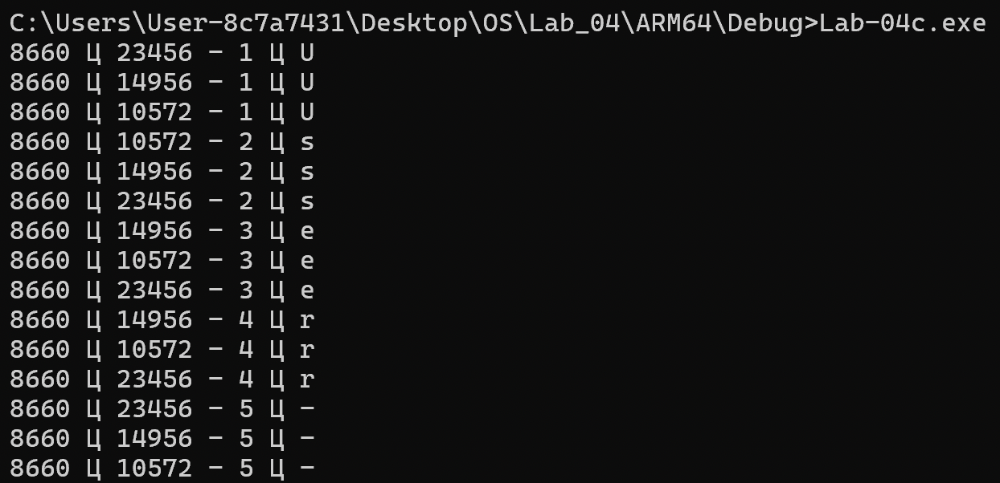 C:\Users\User-8c7a7431\Desktop\OS\Lab_04\ARM64\Debug>Lab-04c.exe
8660 Ц 23456 - 1 Ц U
8660 Ц 14956 - 1 Ц U
8660 Ц 10572 - 1 Ц U
8660 Ц 10572 - 2 Ц s
8660 Ц 14956 - 2 Ц s
8660 Ц 23456 - 2 Ц s
8660 Ц 14956 - 3 Ц e
8660 Ц 10572 - 3 Ц e
8660 Ц 23456 - 3 Ц e
8660 Ц 14956 - 4 Ц r
8660 Ц 10572 - 4 Ц r
8660 Ц 23456 - 4 Ц r
8660 Ц 23456 - 5 Ц -
8660 Ц 14956 - 5 Ц -
8660 Ц 10572 - 5 Ц -